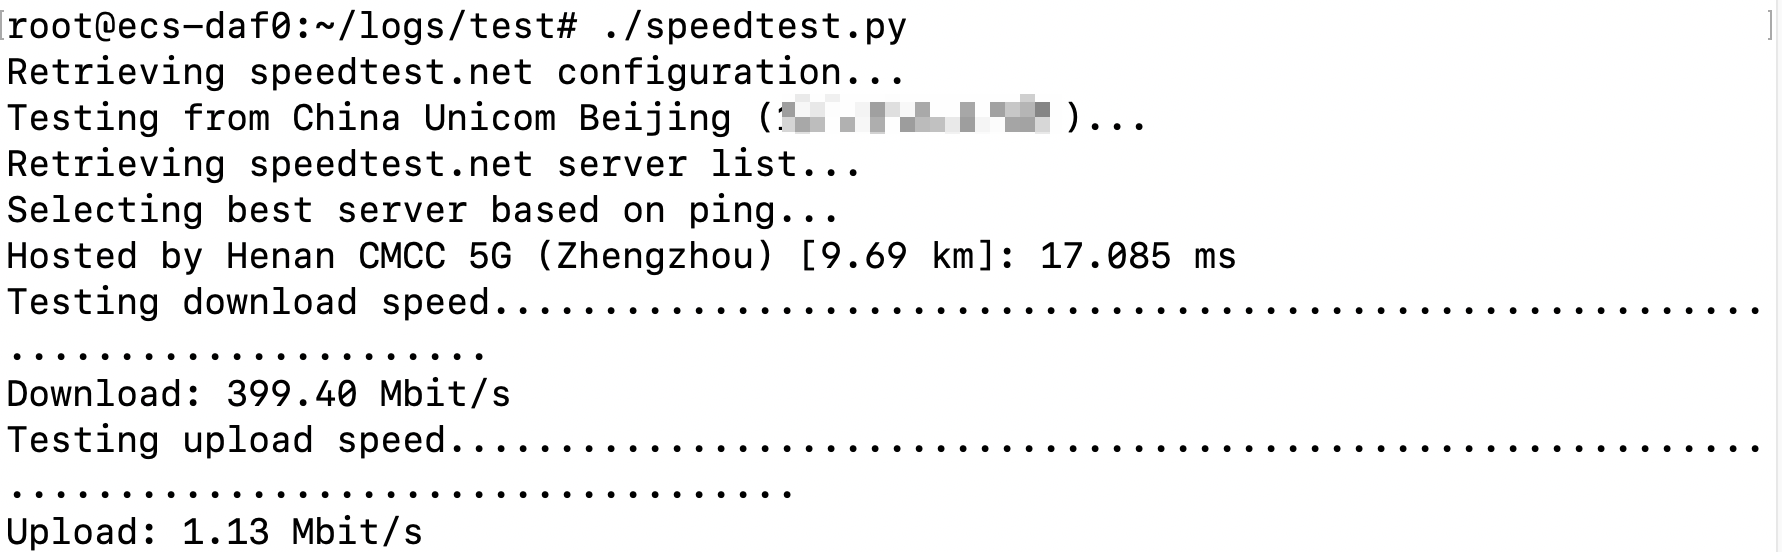 [root@ecs-daf0:~/logs/test# ./speedtest.py ]
Retrieving speedtest.net configuration...
Testing from China Unicom Beijing ( )...
Retrieving speedtest.net server list...
Selecting best server based on ping...
Hosted by Henan CMCC 5G (Zhengzhou) [9.69 km]: 17.085 ms
Testing download speed..........................................................
......................
Download: 399.40 Mbit/s
Testing upload speed............................................................
....................................
Upload: 1.13 Mbit/s